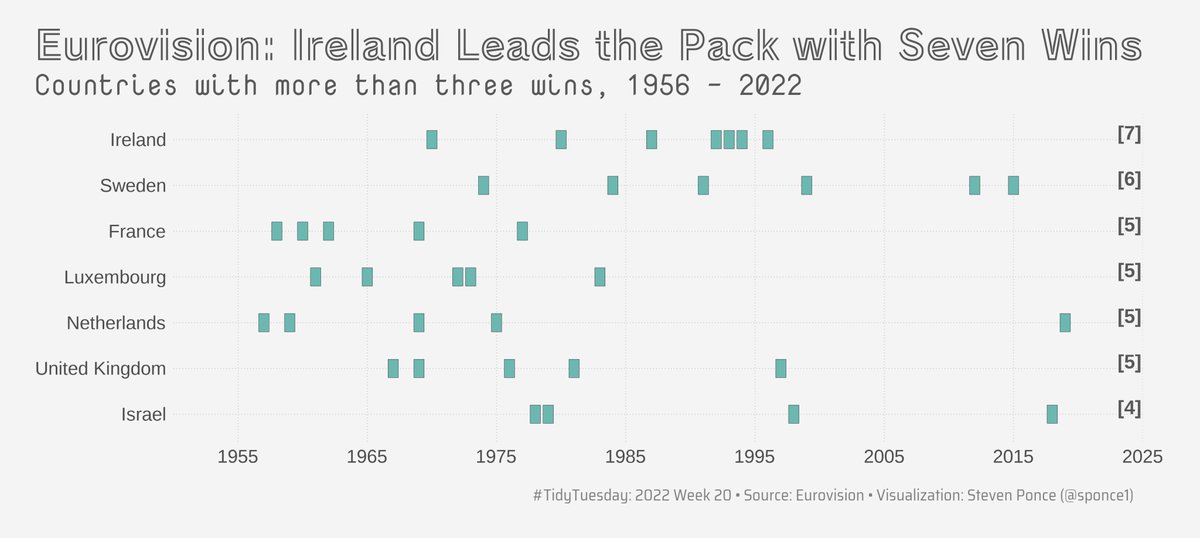 Eurovision: Ireland Leads the Pack with Seven Wins
Countries with more than three wins, 1956 - 2022
Ireland [7]
Sweden [6]
France [5]
Luxembourg [5]
Netherlands [5]
United Kingdom [5]
Israel [4]
1955 1965 1975 1985 1995 2005 2015 2025
#TidyTuesday: 2022 Week 20 • Source: Eurovision • Visualization: Steven Ponce (@sponce1)